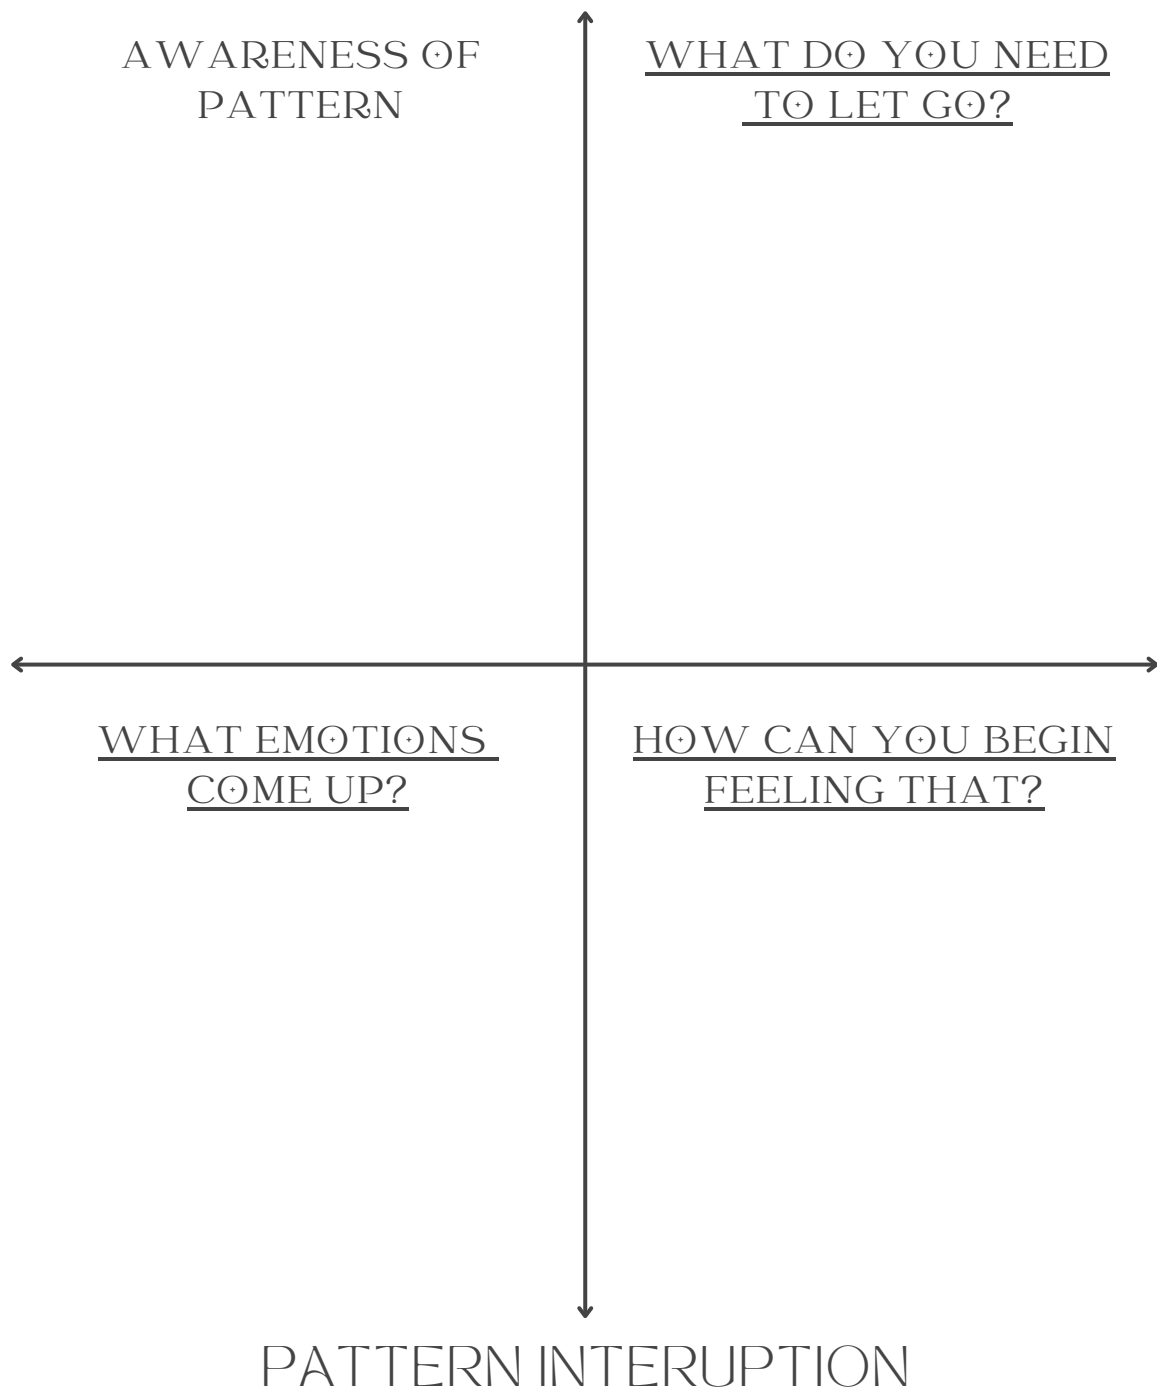 AWARENESS OF
PATTERN
WHAT DO YOU NEED
TO LET GO?
WHAT EMOTIONS
COME UP?
HOW CAN YOU BEGIN
FEELING THAT?
PATTERN INTERUPTION